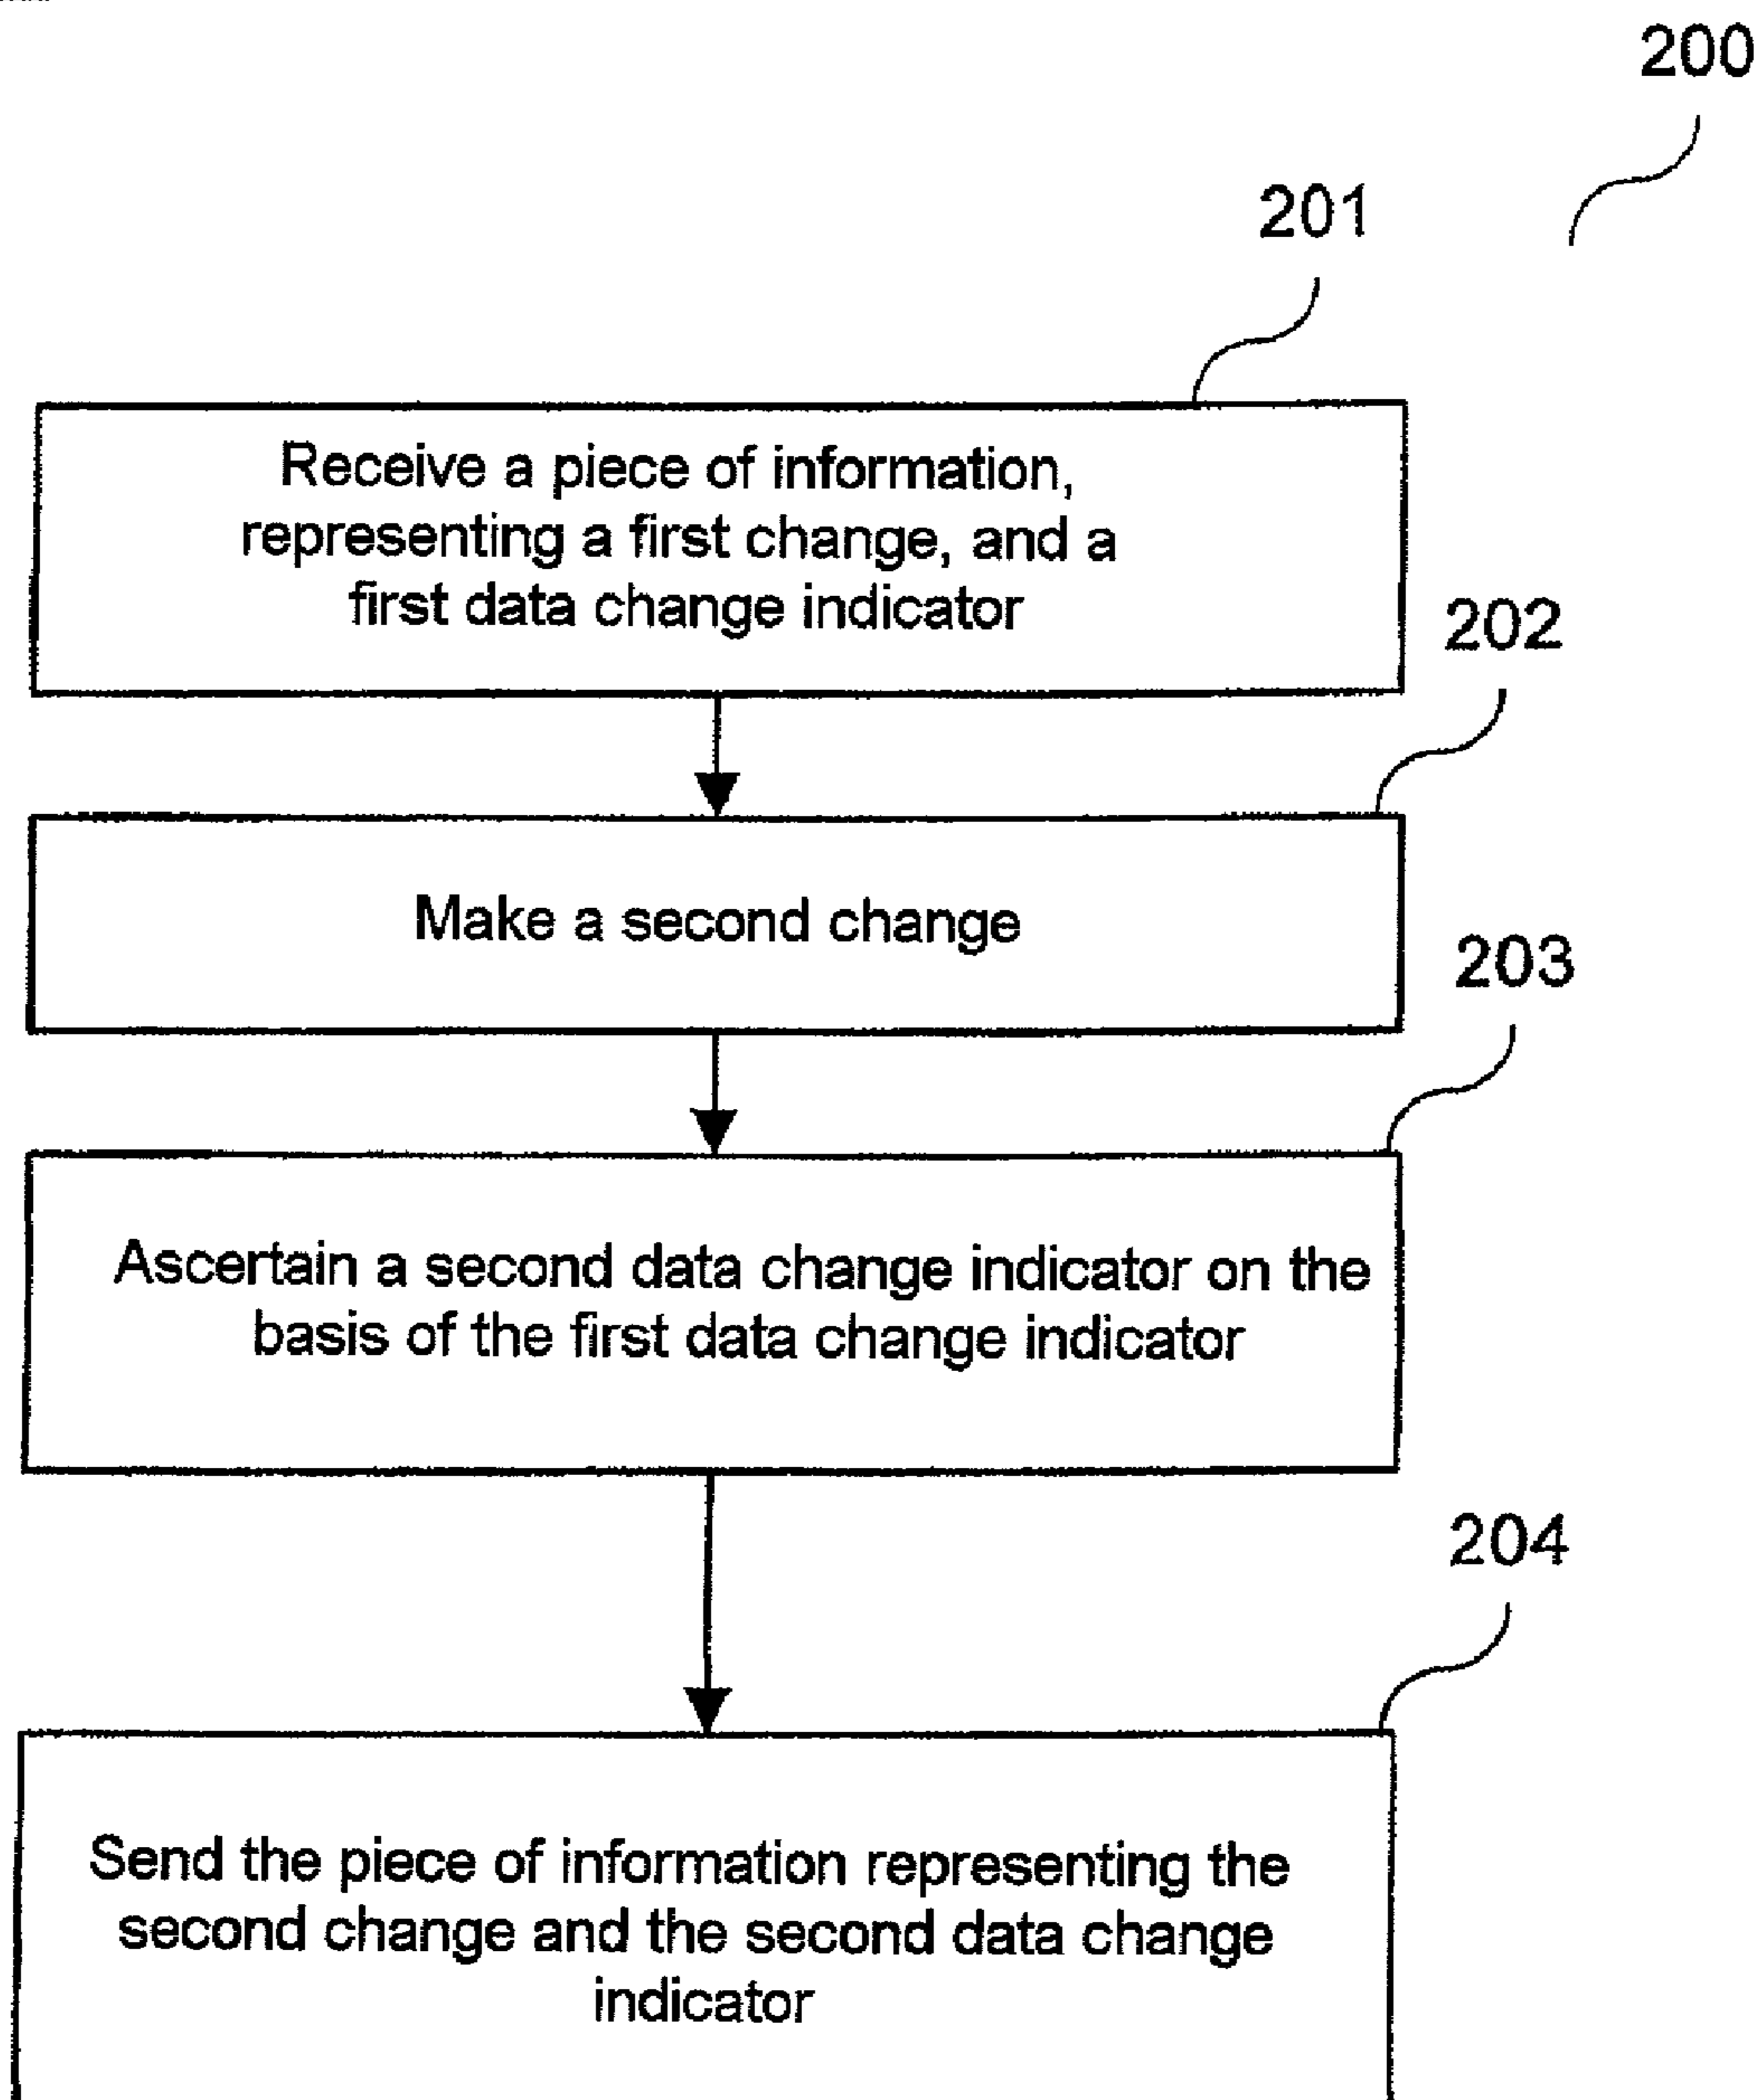 200
201
Receive a piece of information,
representing a first change, and a
first data change indicator
202
Make a second change
203
Ascertain a second data change indicator on the
basis of the first data change indicator
204
Send the piece of information representing the
second change and the second data change
indicator